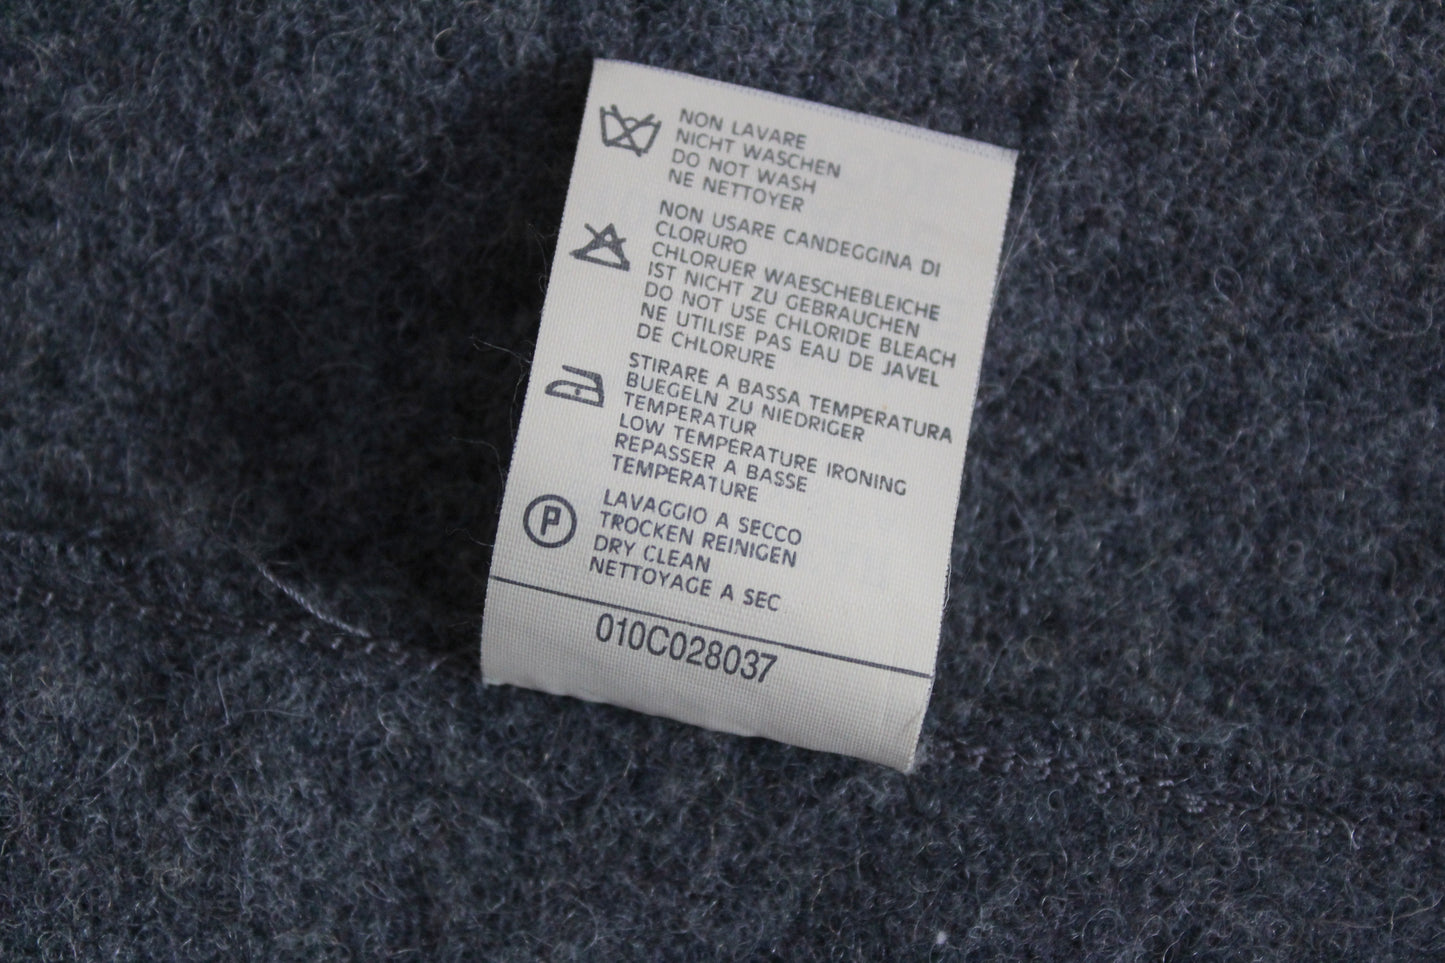 NON LAVARE
NICHT WASCHEN
DO NOT WASH
NE NETTOYER
NON USARE CANDEGGINA DI
CLORURO
CHLORUER WAESCHEBLEICHE
IST NICHT ZU GEBRAUCHEN
DO NOT USE CHLORIDE BLEACH
NE UTILISE PAS EAU DE JAVEL
DE CHLORURE
STIRARE A BASSA TEMPERATURA
BUEGELN ZU NIEDRIGER
TEMPERATUR
LOW TEMPERATURE IRONING
REPASSER A BASSE
TEMPERATURE
P
LAVAGGIO A SECCO
TROCKEN REINIGEN
DRY CLEAN
NETTOYAGE A SEC
010C028037